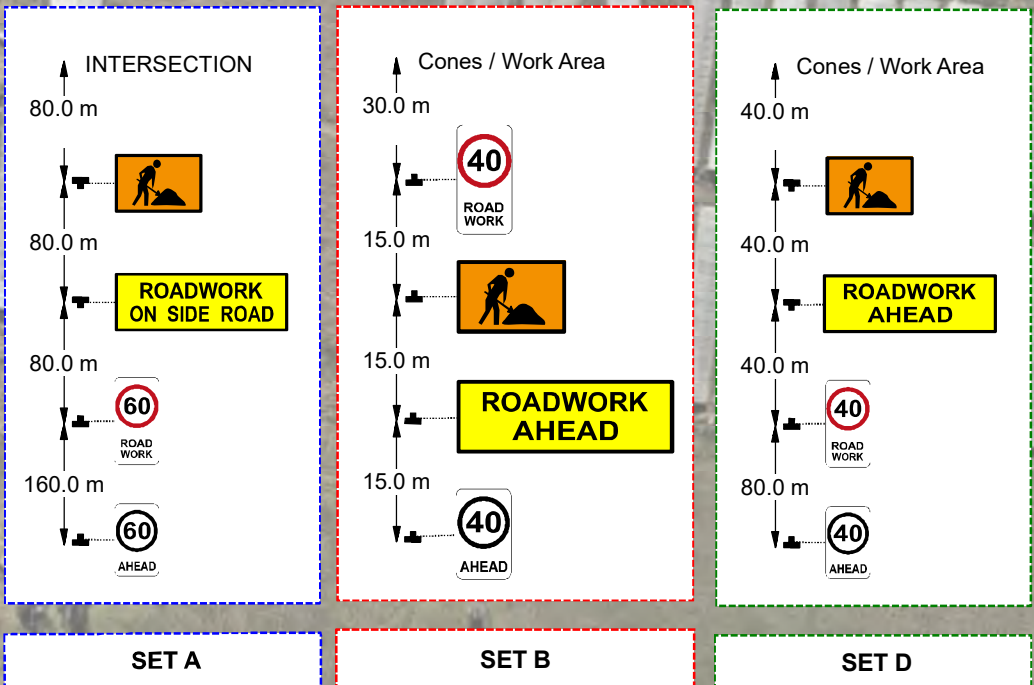 INTERSECTION
80.0 m
80.0 m
ROADWORK
ON SIDE ROAD
80.0 m
60
ROAD
WORK
160.0 m
60
AHEAD
SET A
Cones / Work Area
30.0 m
40
ROAD
WORK
15.0 m
15.0 m
ROADWORK
AHEAD
15.0 m
40
AHEAD
SET B
Cones / Work Area
40.0 m
40.0 m
ROADWORK
AHEAD
40.0 m
40
ROAD
WORK
80.0 m
40
AHEAD
SET D